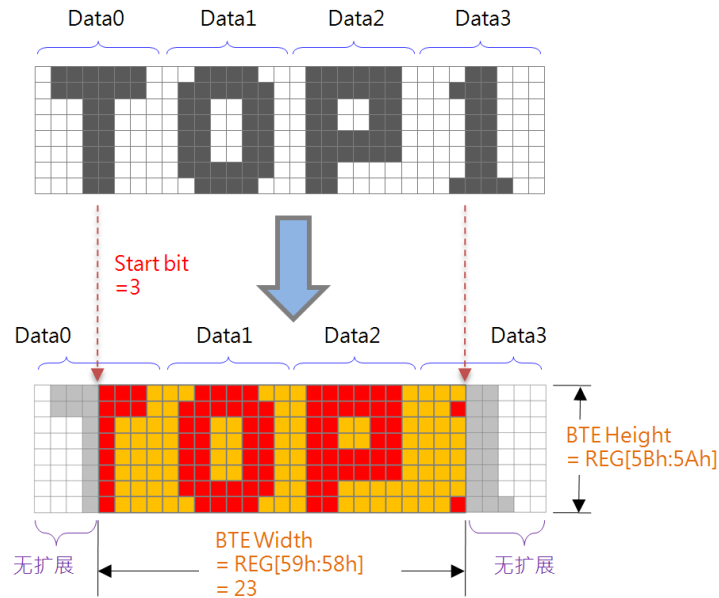 Data0 Data1 Data2 Data3
TOP1
Start bit
=3
Data0 Data1 Data2 Data3
TOP1
BTE Height
= REG[5Bh:5Ah]
无扩展
BTE Width
= REG[59h:58h]
= 23
无扩展